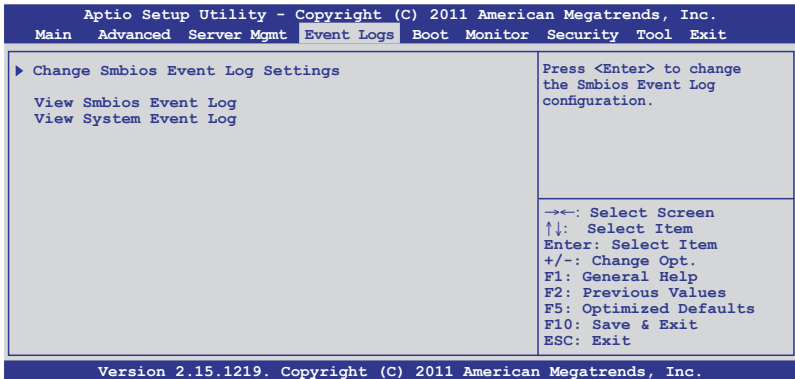 Aptio Setup Utility - Copyright (C) 2011 American Megatrends, Inc.
Main Advanced Server Mgmt Event Logs Boot Monitor Security Tool Exit
Change Smbios Event Log Settings
View Smbios Event Log
View System Event Log
Press <Enter> to change
the Smbios Event Log
configuration.
→←: Select Screen
↑↓: Select Item
Enter: Select Item
+/-: Change Opt.
F1: General Help
F2: Previous Values
F5: Optimized Defaults
F10: Save & Exit
ESC: Exit
Version 2.15.1219. Copyright (C) 2011 American Megatrends, Inc.